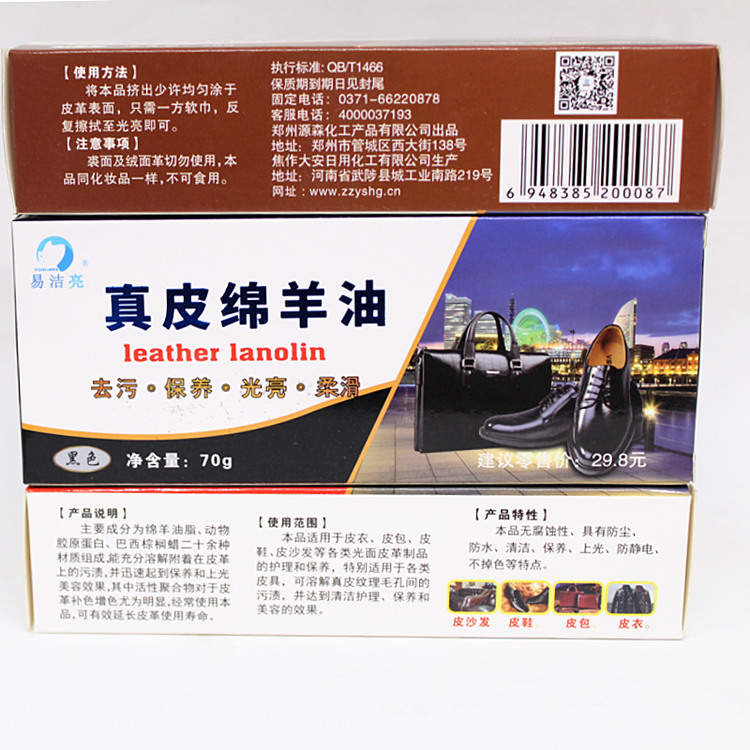 【使用方法】
将本品挤出少许均匀涂于
皮革表面，只需一方软巾，反
复擦拭至光亮即可。
【注意事项】
裘面及绒面革切勿使用，本
品同化妆品一样，不可食用。
执行标准: QB/T1466
保质期到期日见封尾
固定电话：0371-66220878
客服电话：4000037193
郑州源森化工产品有限公司出品
地址：郑州市管城区西大街138号
焦作大安日用化工有限公司生产
地址：河南省武陟县城工业南路219号
网址：www.zzyshg.cn
6 948385 200087
易洁亮
®
真皮绵羊油
leather lanolin
去污·保养·光亮·柔滑
黑色
净含量：70g
建议零售价：29.8元
【产品说明】
主要成分为绵羊油脂、动物
胶原蛋白、巴西棕榈蜡二十余种
材质组成,能充分溶解附着在皮革
上的污渍，并迅速起到保养和上光
美容效果,其中活性聚合物对于皮
革补色增色尤为明显,经常使用本
品,可有效延长皮革使用寿命。
【使用范围】
本品适用于皮衣、皮包、皮
鞋、皮沙发等各类光面皮革制品
的护理和保养，特别适用于各类
皮具，可溶解真皮纹理毛孔间的
污渍，并达到清洁护理、保养和
美容的效果。
【产品特性】
本品无腐蚀性、具有防尘、
防水、清洁、保养、上光、防静电、
不掉色等特点。
皮沙发、 皮鞋、 皮包、 皮衣。